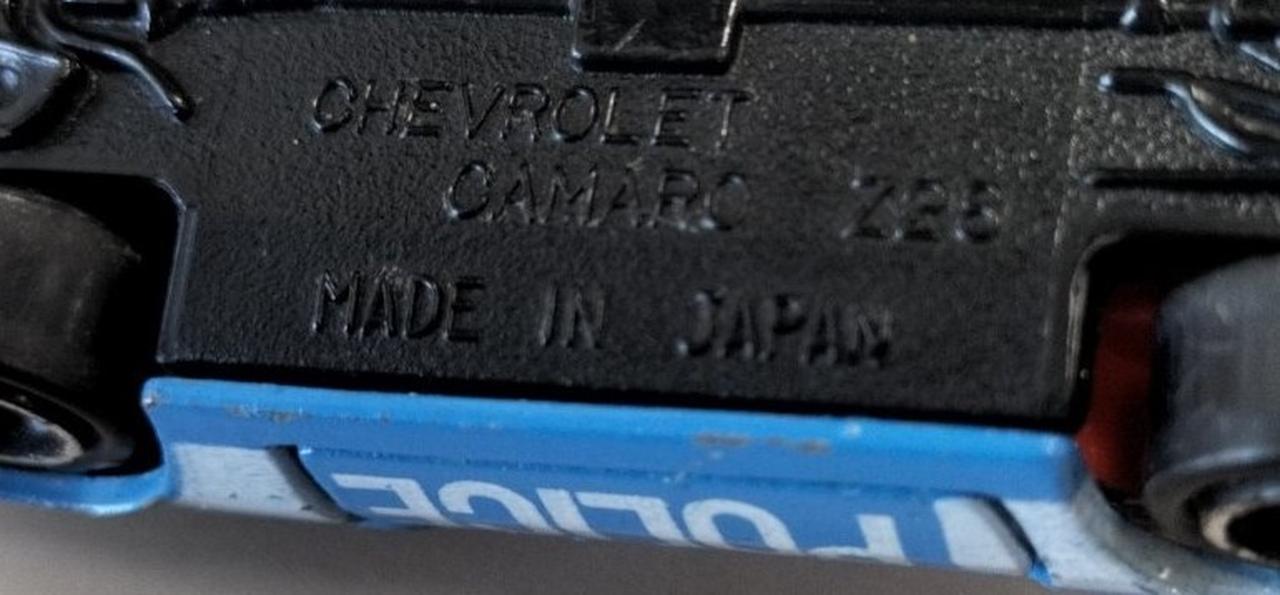 CHEVROLET
CAMARO Z28
MADE IN JAPAN
POLICE